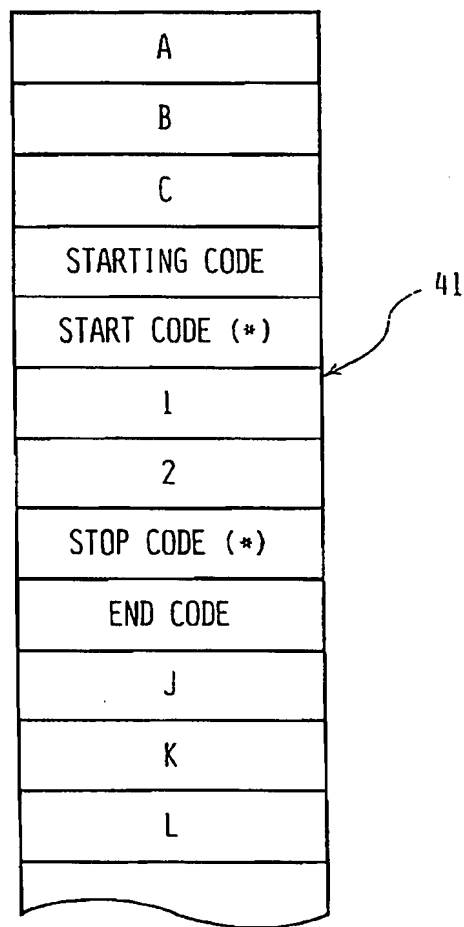 A
B
C
STARTING CODE
START CODE (*)
41
1
2
STOP CODE (*)
END CODE
J
K
L